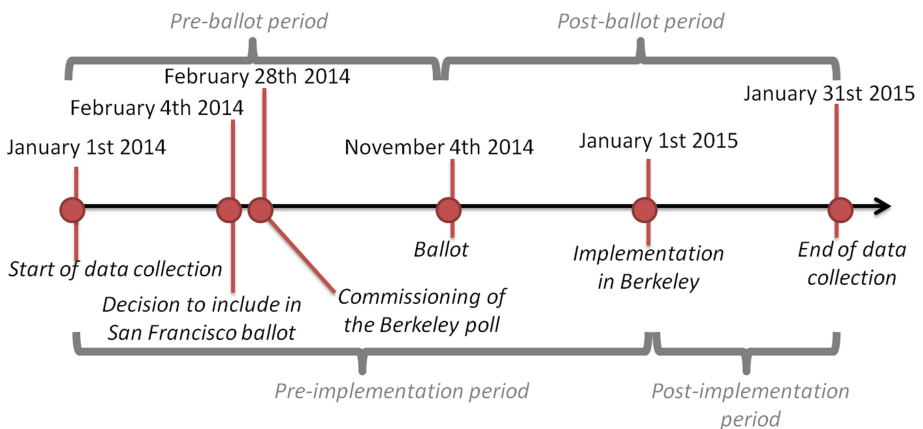 Pre-ballot period
Post-ballot period
February 28th 2014
January 31st 2015
February 4th 2014
January 1st 2014
November 4th 2014
January 1st 2015
Start of data collection
Decision to include in
San Francisco ballot
Commissioning of
the Berkeley poll
Ballot
Implementation
in Berkeley
End of data
collection
Pre-implementation period
Post-implementation
period